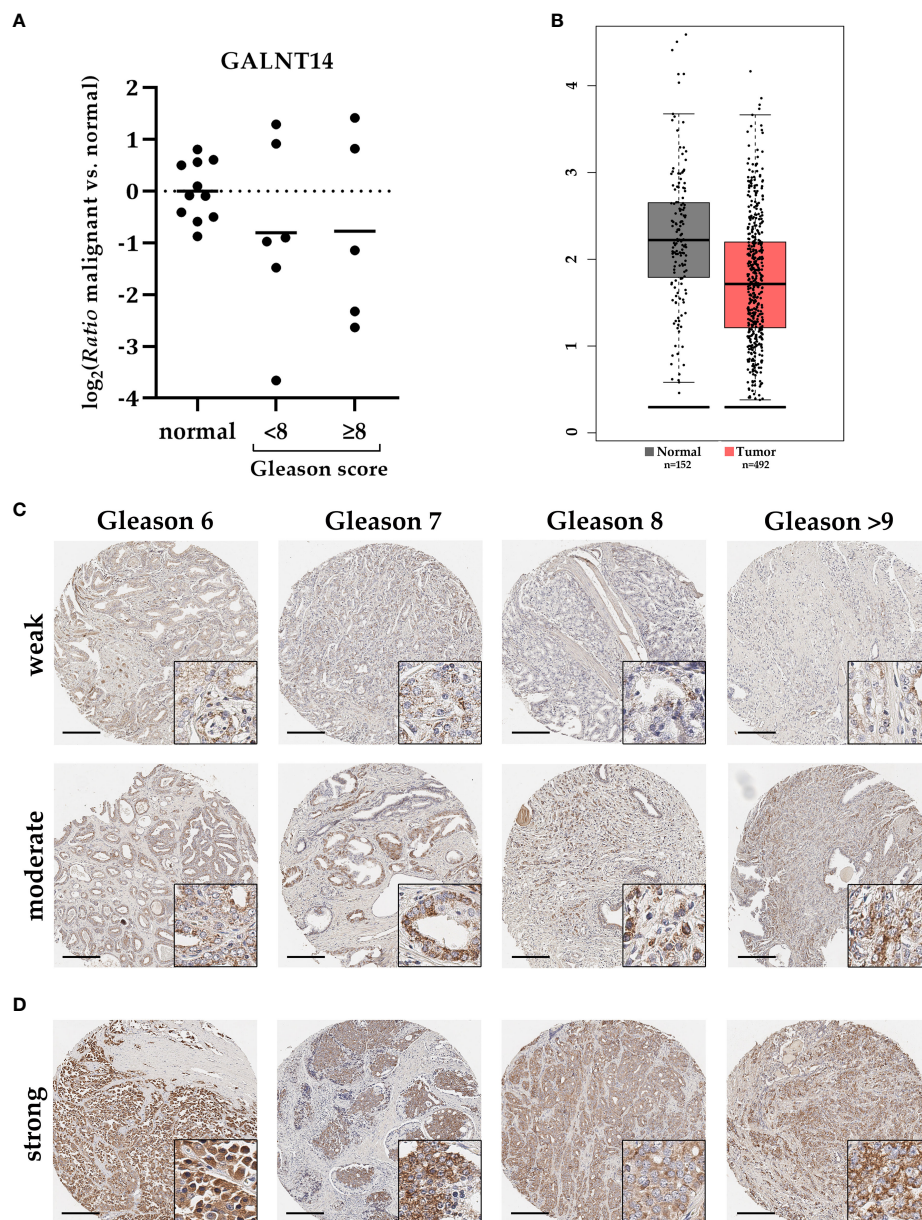 A
GALNT14
log2(Ratio malignant vs. normal)
2
1
0
-1
-2
-3
-4
normal
<8
≥8
Gleason score
B
4
3
2
1
0
Normal
n=152
Tumor
n=492
C
Gleason 6
Gleason 7
Gleason 8
Gleason >9
weak
moderate
D
strong